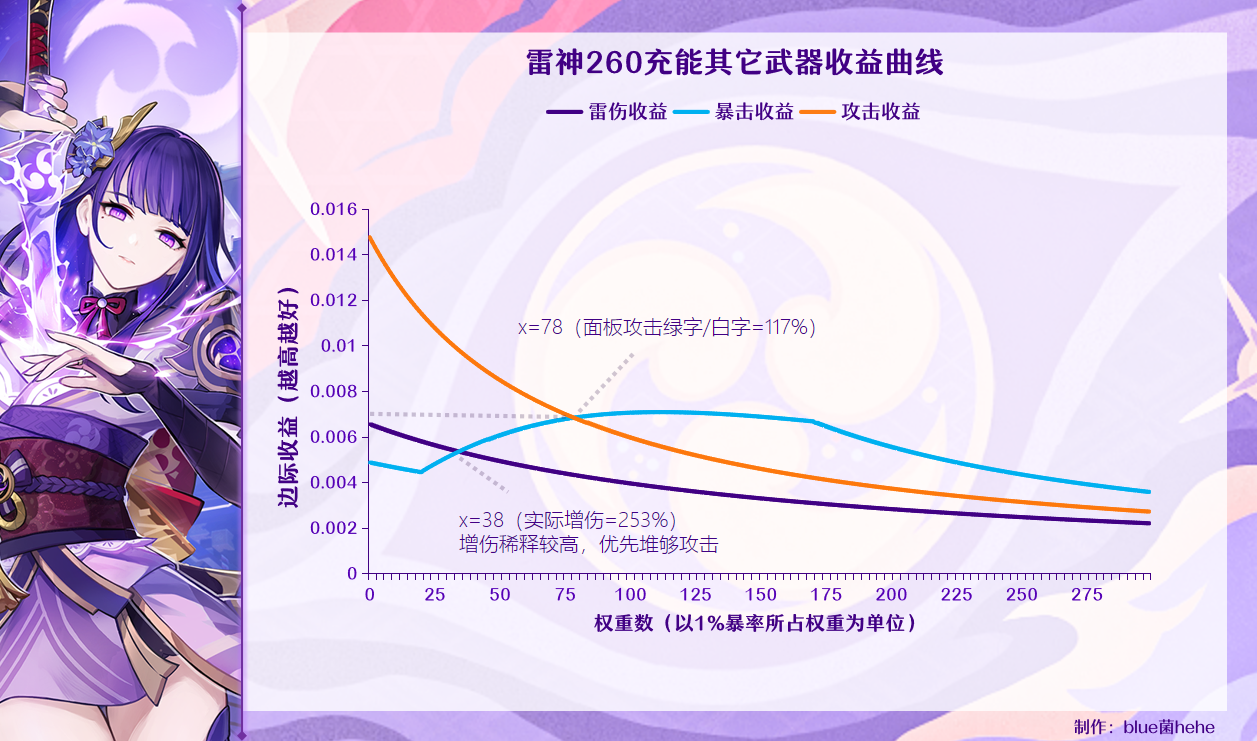 雷神260充能其它武器收益曲线
雷伤收益 暴击收益 攻击收益
边际收益（越高越好）
0.016
0.014
0.012
0.01
0.008
0.006
0.004
0.002
0
x=78（面板攻击绿字/白字=117%）
x=38（实际增伤=253%）
增伤稀释较高，优先堆够攻击
0 25 50 75 100 125 150 175 200 225 250 275
权重数（以1%暴率所占权重为单位）
制作：blue菌hehe